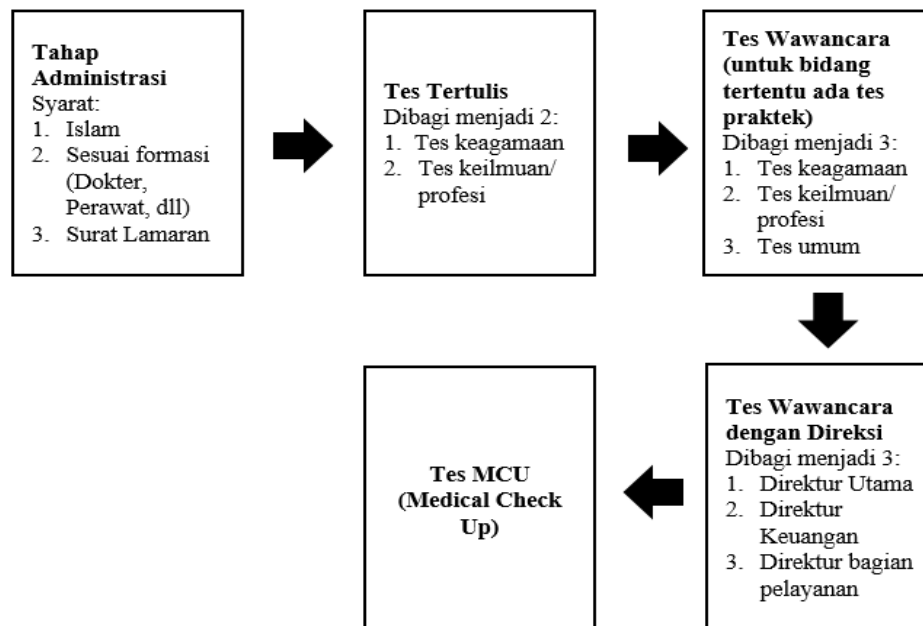 Tahap
Administrasi
Syarat:
1. Islam
2. Sesuai formasi
(Dokter,
Perawat, dll)
3. Surat Lamaran
Tes Tertulis
Dibagi menjadi 2:
1. Tes keagamaan
2. Tes keilmuan/
profesi
Tes Wawancara
(untuk bidang
tertentu ada tes
praktek)
Dibagi menjadi 3:
1. Tes keagamaan
2. Tes keilmuan/
profesi
3. Tes umum
Tes Wawancara
dengan Direksi
Dibagi menjadi 3:
1. Direktur Utama
2. Direktur
Keuangan
3. Direktur bagian
pelayanan
Tes MCU
(Medical Check
Up)